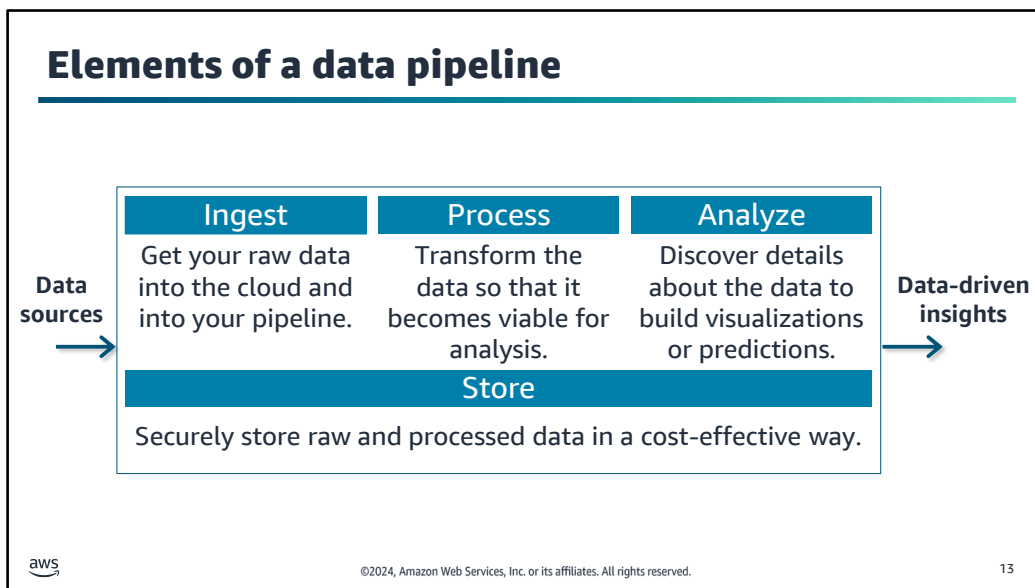 Elements of a data pipeline
Ingest
Get your raw data
into the cloud and
into your pipeline.
Process
Transform the
data so that it
becomes viable for
analysis.
Analyze
Discover details
about the data to
build visualizations
or predictions.
Data
sources
Data-driven
insights
Store
Securely store raw and processed data in a cost-effective way.
aws
©2024, Amazon Web Services, Inc. or its affiliates. All rights reserved.
13